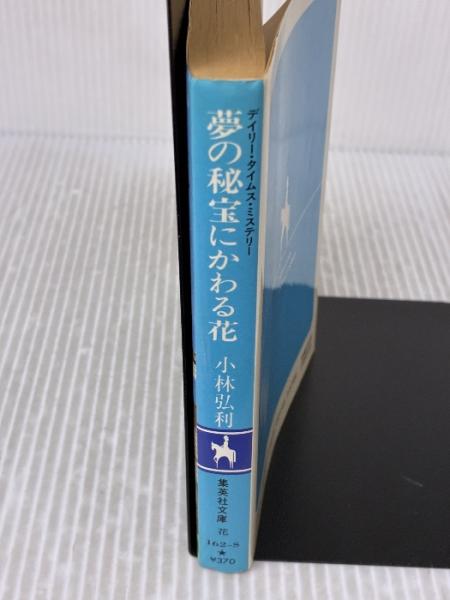 デイリー・タイムス・ミステリー
夢の秘宝にかわる花
小林弘利
集英社文庫 花
162-S
★
¥370